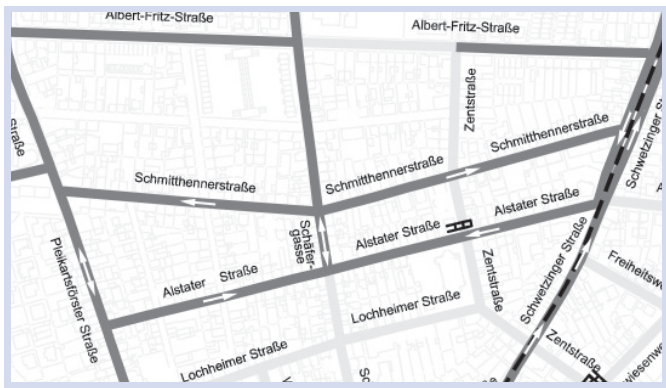 Albert-Fritz-Straße
Albert-Fritz-Straße
Zentstraße
Schmitthennerstraße
Schwetzinger Straße
Straße
Schmitthennerstraße
Schmitthennerstraße
Alstater Straße
Schäfer-
gasse
Alstater Straße
Pleikartsförster Straße
Alstater Straße
Zentstraße
Schwetzinger Straße
Lochheimer Straße
Lochheimer Straße
Zentstraße